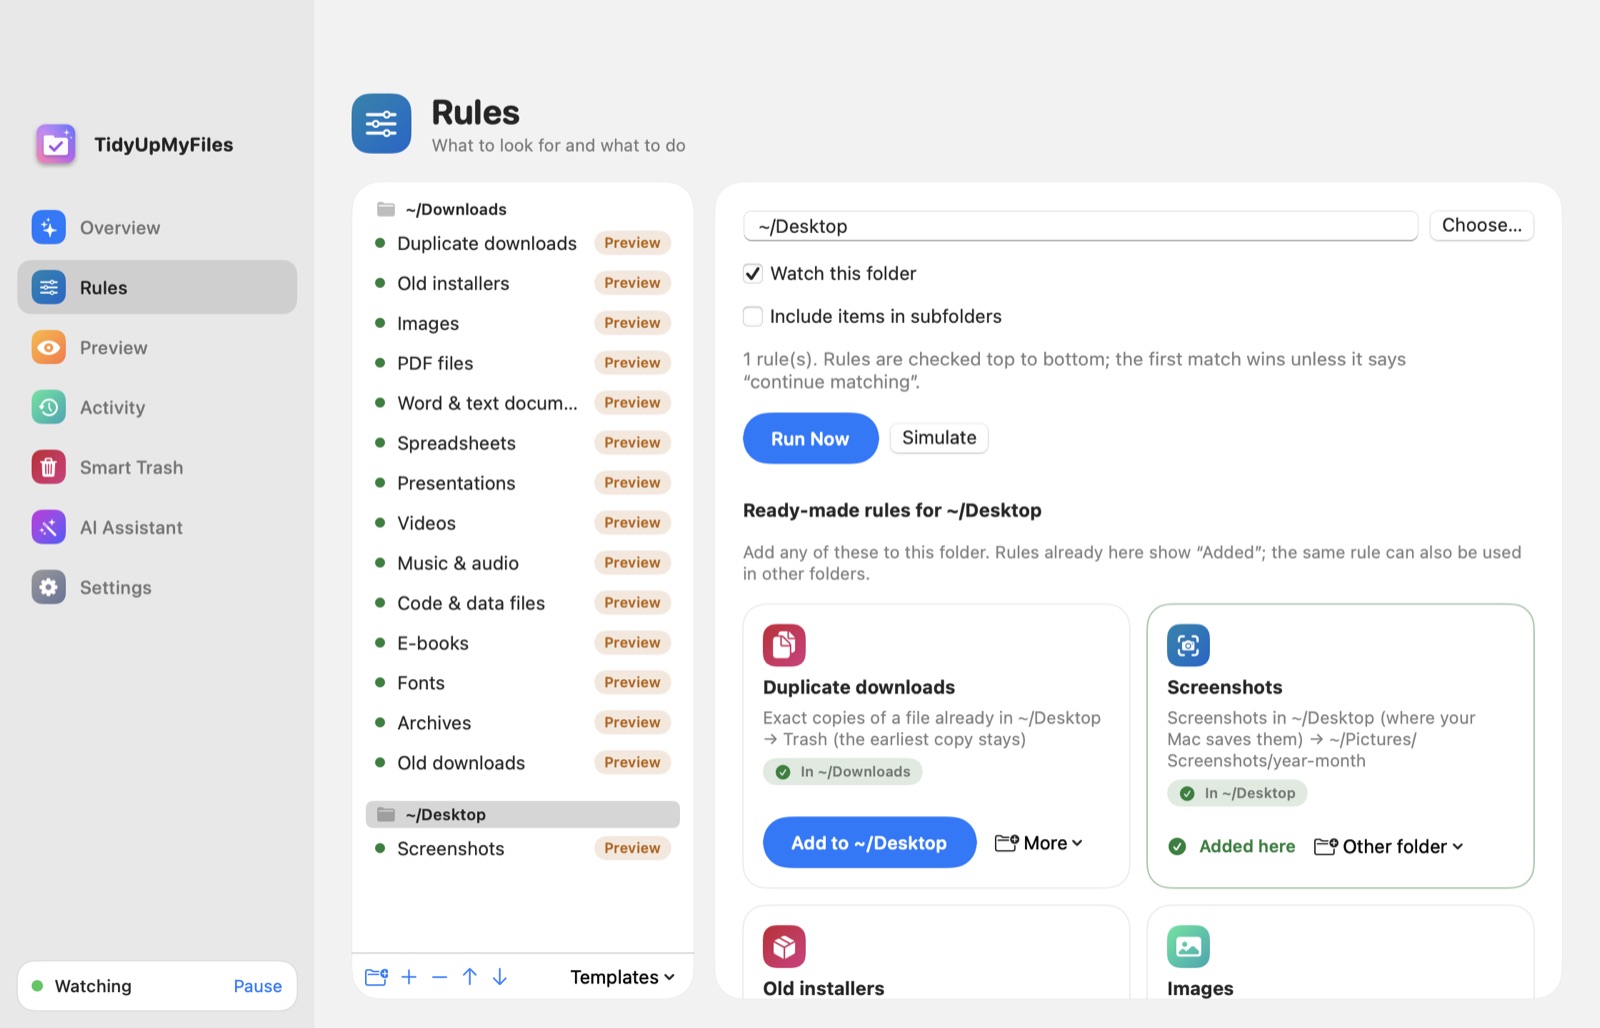 TidyUpMyFiles
Overview
Rules
Preview
Activity
Smart Trash
AI Assistant
Settings
Watching
Pause
Rules
What to look for and what to do
~/Downloads
Duplicate downloads Preview
Old installers Preview
Images Preview
PDF files Preview
Word & text docum... Preview
Spreadsheets Preview
Presentations Preview
Videos Preview
Music & audio Preview
Code & data files Preview
E-books Preview
Fonts Preview
Archives Preview
Old downloads Preview
~/Desktop
Screenshots Preview
Templates
~/Desktop
Choose...
Watch this folder
Include items in subfolders
1 rule(s). Rules are checked top to bottom; the first match wins unless it says
“continue matching”.
Run Now
Simulate
Ready-made rules for ~/Desktop
Add any of these to this folder. Rules already here show “Added”; the same rule can also be used
in other folders.
Duplicate downloads
Exact copies of a file already in ~/Desktop
→ Trash (the earliest copy stays)
In ~/Downloads
Add to ~/Desktop
More
Screenshots
Screenshots in ~/Desktop (where your
Mac saves them) → ~/Pictures/
Screenshots/year-month
In ~/Desktop
Added here
Other folder
Old installers
Images